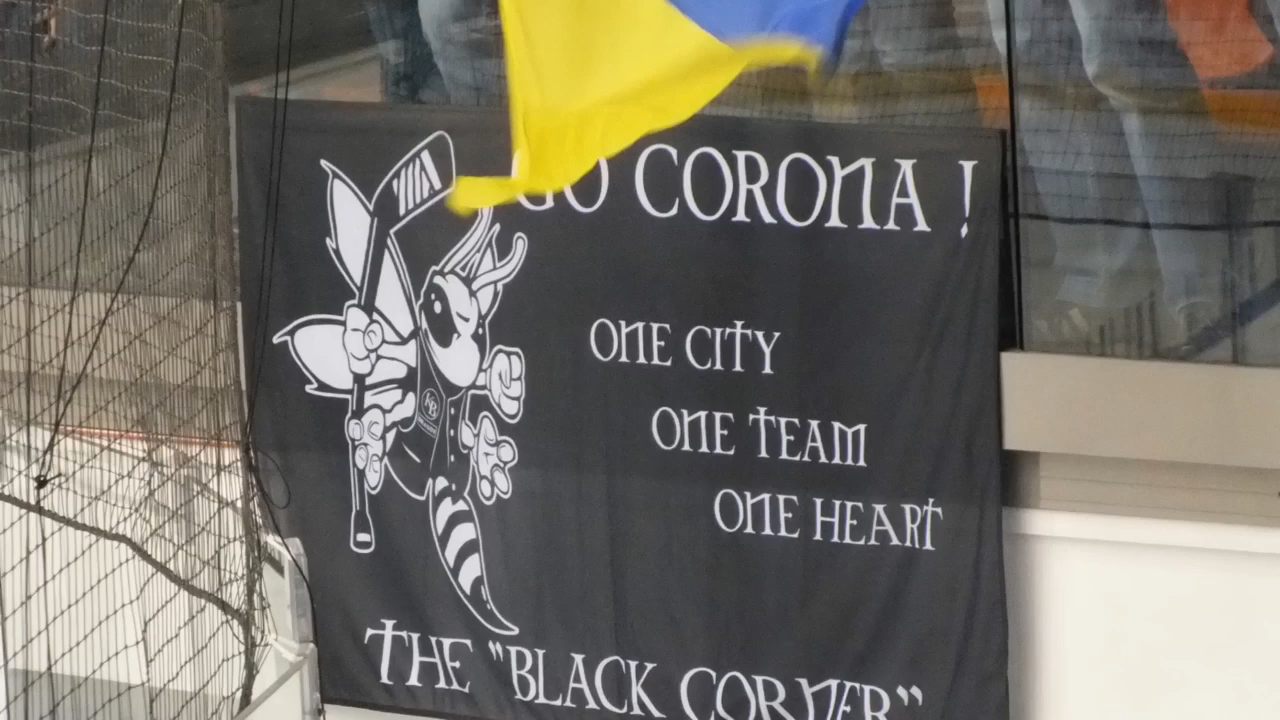 GO CORONA !
ONE CITY
ONE TEAM
ONE HEART
THE "BLACK CORNER"